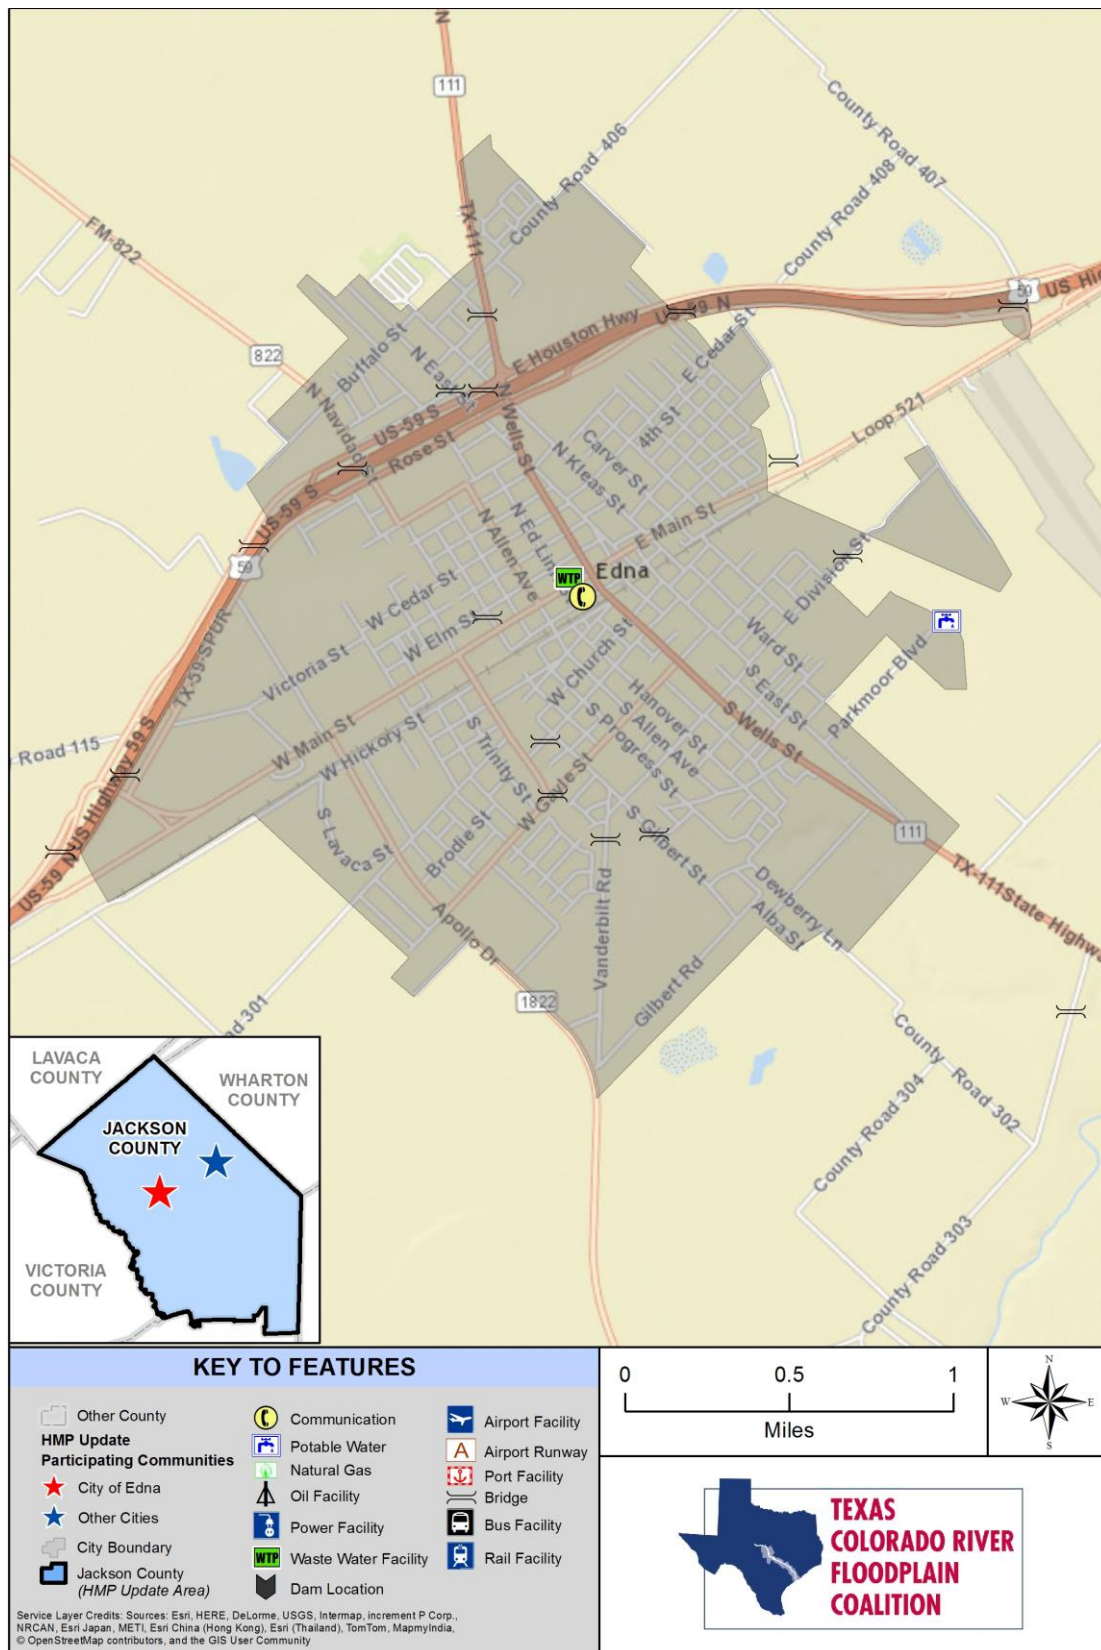 111
TX-111
County Road 406
County Road 407
County Road 408
FM-822
822
59
US-59 N
E Houston Hwy
Buffalo St
N East St
N Navidad St
US-59 S
Rose St
N Wells St
E Cedar St
4th St
Carver St
N Kleas St
Loop 521
US-59 S
59
N Allen Ave
E Main St
WTP
Edna
E Division St
W Cedar St
W Elm St
Victoria St
TX-59-SPUR
W Church St
Ward St
Parkmoor Blvd
S East St
Hanover St
S Allen Ave
S Progress St
S Wells St
Road 115
W Main St
W Hickory St
S Trinity St
W Gayle St
US Highway 59 S
US-59 N
S Lavaca St
Brodie St
S Gilbert St
111
TX-111
State Highway
Dewberry Ln
Alba St
Vanderbilt Rd
Apollo Dr
Gilbert Rd
1822
301
County Road 302
County Road 304
County Road 303
LAVACA
COUNTY
WHARTON
COUNTY
JACKSON
COUNTY
VICTORIA
COUNTY
KEY TO FEATURES
Other County
HMP Update
Participating Communities
City of Edna
Other Cities
City Boundary
Jackson County
(HMP Update Area)
Communication
Potable Water
Natural Gas
Oil Facility
Power Facility
WTP Waste Water Facility
Dam Location
Airport Facility
A Airport Runway
Port Facility
Bridge
Bus Facility
Rail Facility
Service Layer Credits: Sources: Esri, HERE, DeLorme, USGS, Intermap, increment P Corp.,
NRCAN, Esri Japan, METI, Esri China (Hong Kong), Esri (Thailand), TomTom, MapmyIndia,
© OpenStreetMap contributors, and the GIS User Community
0 0.5 1
Miles
N
W E
S
TEXAS
COLORADO RIVER
FLOODPLAIN
COALITION